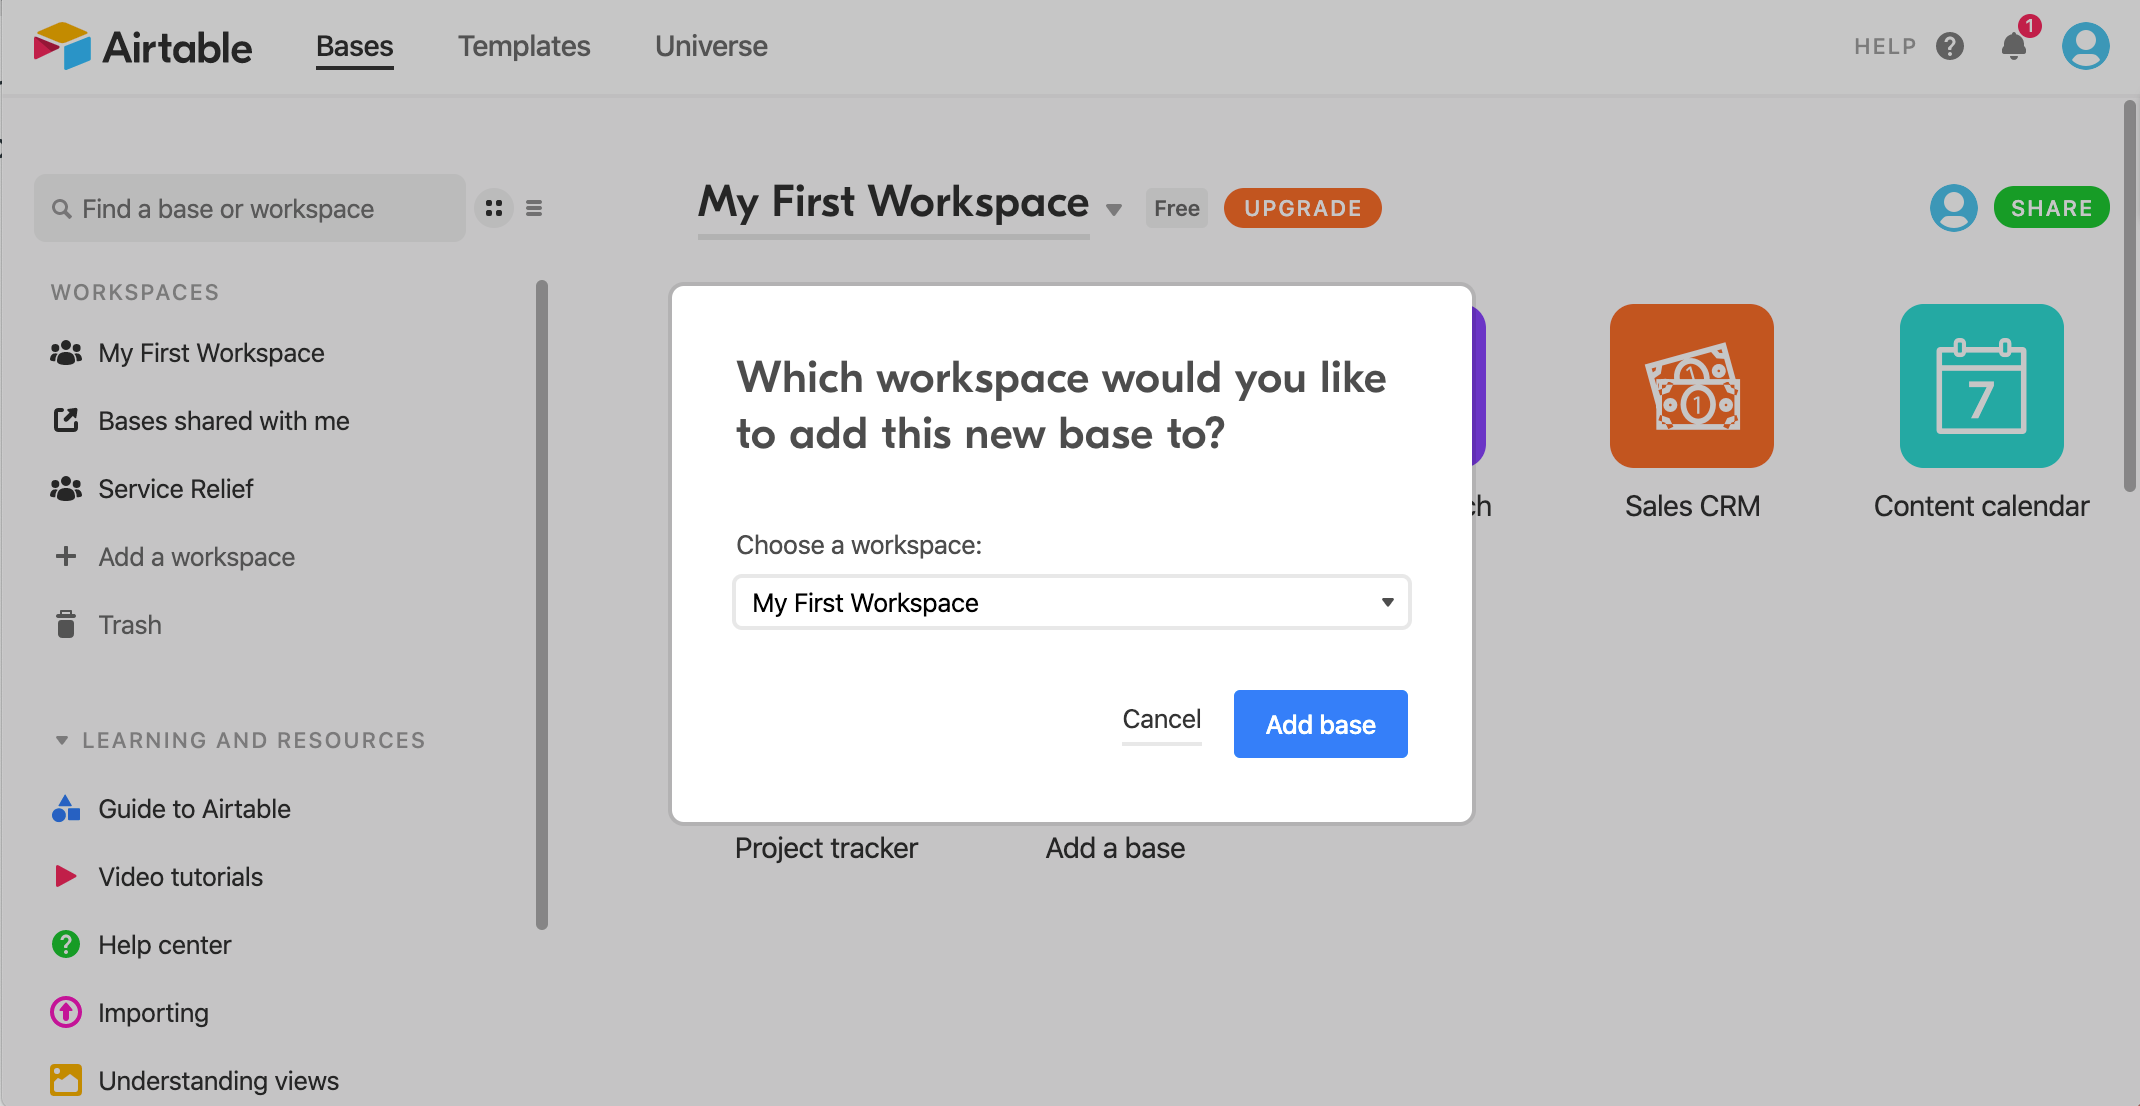 Airtable
Bases
Templates
Universe
HELP
1
Find a base or workspace
WORKSPACES
My First Workspace
Bases shared with me
Service Relief
Add a workspace
Trash
LEARNING AND RESOURCES
Guide to Airtable
Video tutorials
Help center
Importing
Understanding views
My First Workspace
Free
UPGRADE
SHARE
Which workspace would you like
to add this new base to?
Choose a workspace:
My First Workspace
Cancel
Add base
1
1
7
Sales CRM
Content calendar
Project tracker
Add a base